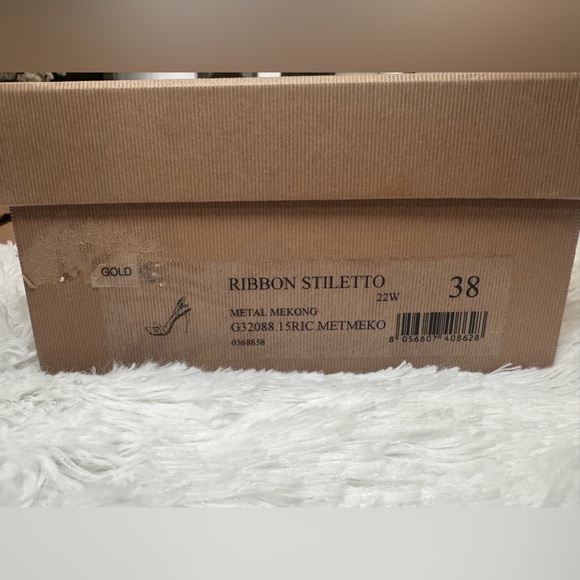 GOLD
RIBBON STILETTO
22W
38
METAL MEKONG
G32088.15RIC.METMEKO
0368858
8 056607 408628